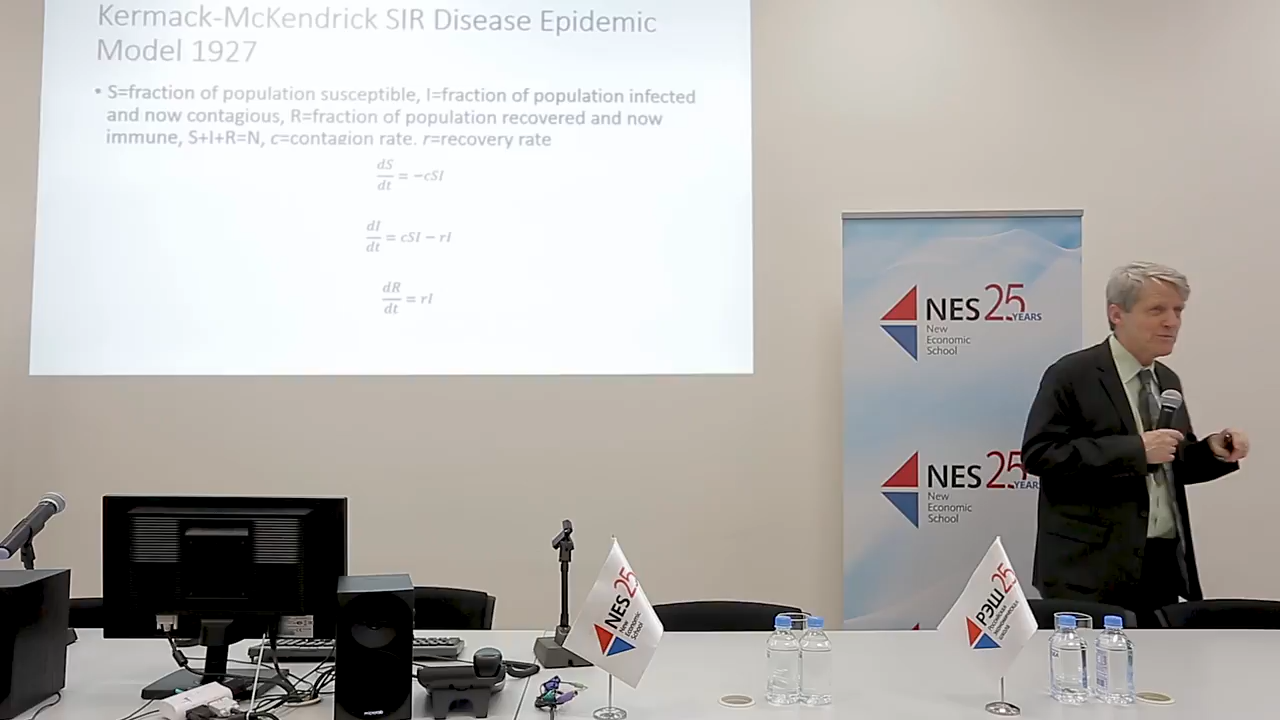 Kermack-McKendrick SIR Disease Epidemic
Model 1927
• S=fraction of population susceptible, I=fraction of population infected
and now contagious, R=fraction of population recovered and now
immune, S+I+R=N, c=contagion rate. r=recovery rate
dS/dt = −cSI
dI/dt = cSI − rI
dR/dt = rI
NES 25 YEARS
New
Economic
School
NES 25 YEARS
New
Economic
School
NES 25
New
Economic
School
РЭШ 25